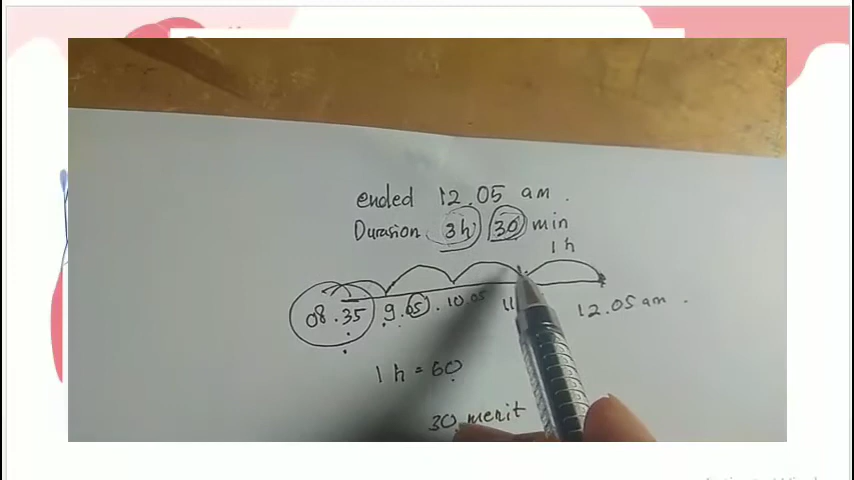 ended 12.05 am.
Durasion 3h 30 min
1 h
08.35 9.05 . 10.05 11 12.05 am .
1 h = 60
30 menit